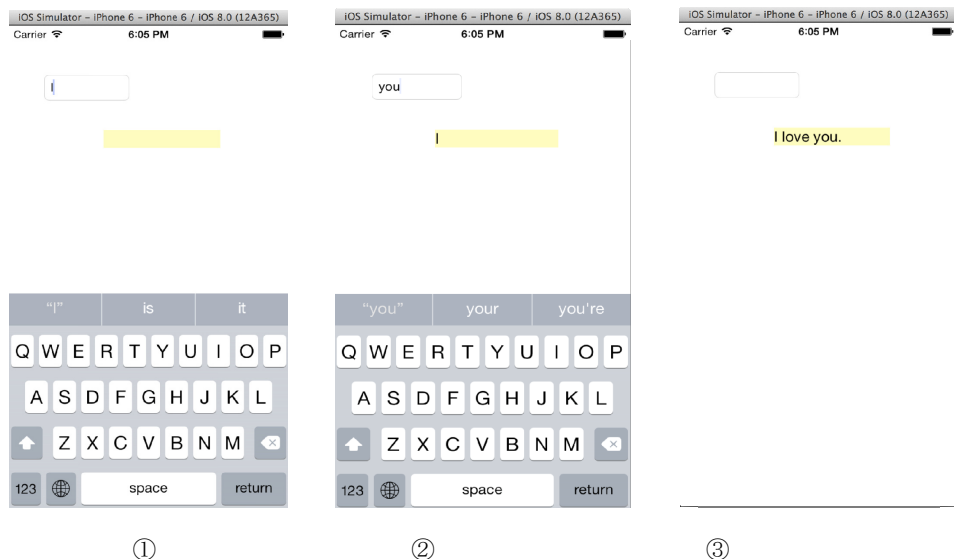 iOS Simulator – iPhone 6 – iPhone 6 / iOS 8.0 (12A365)
Carrier 6:05 PM
I
“I” is it
Q W E R T Y U I O P
A S D F G H J K L
Z X C V B N M
123 space return
①
iOS Simulator – iPhone 6 – iPhone 6 / iOS 8.0 (12A365)
Carrier 6:05 PM
you
I
“you” your you're
Q W E R T Y U I O P
A S D F G H J K L
Z X C V B N M
123 space return
②
iOS Simulator – iPhone 6 – iPhone 6 / iOS 8.0 (12A365)
Carrier 6:05 PM
I love you.
③